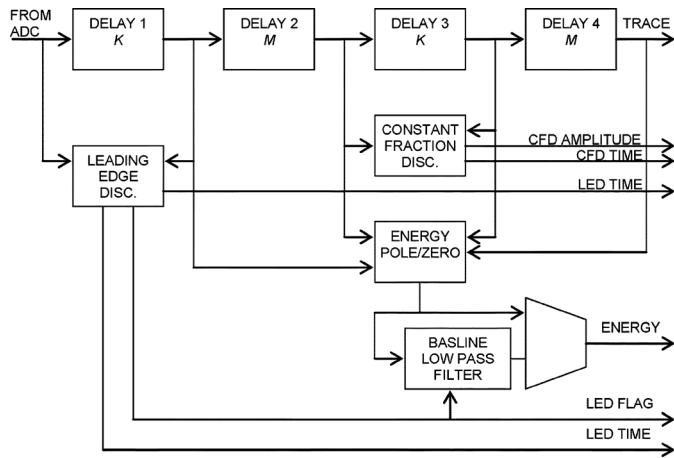 FROM
ADC
DELAY 1
K
DELAY 2
M
DELAY 3
K
DELAY 4
M
TRACE
LEADING
EDGE
DISC.
CONSTANT
FRACTION
DISC.
CFD AMPLITUDE
CFD TIME
LED TIME
ENERGY
POLE/ZERO
BASLINE
LOW PASS
FILTER
ENERGY
LED FLAG
LED TIME